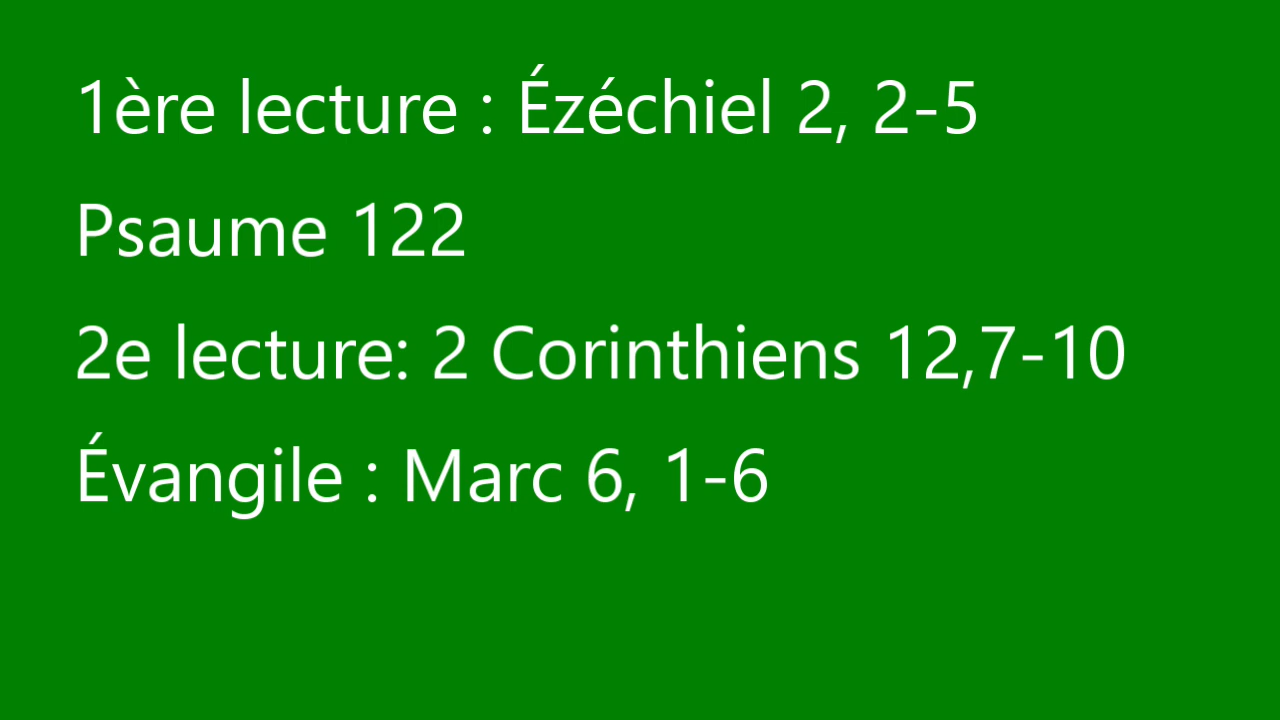 1ère lecture : Ézéchiel 2, 2-5
Psaume 122
2e lecture: 2 Corinthiens 12,7-10
Évangile : Marc 6, 1-6